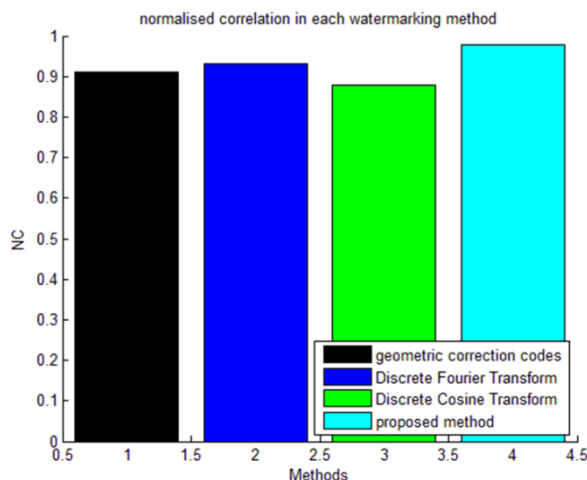 normalised correlation in each watermarking method
1
0.9
0.8
0.7
0.6
0.5
0.4
0.3
0.2
0.1
0
NC
geometric correction codes
Discrete Fourier Transform
Discrete Cosine Transform
proposed method
0.5 1 1.5 2 2.5 3 3.5 4 4.5
Methods